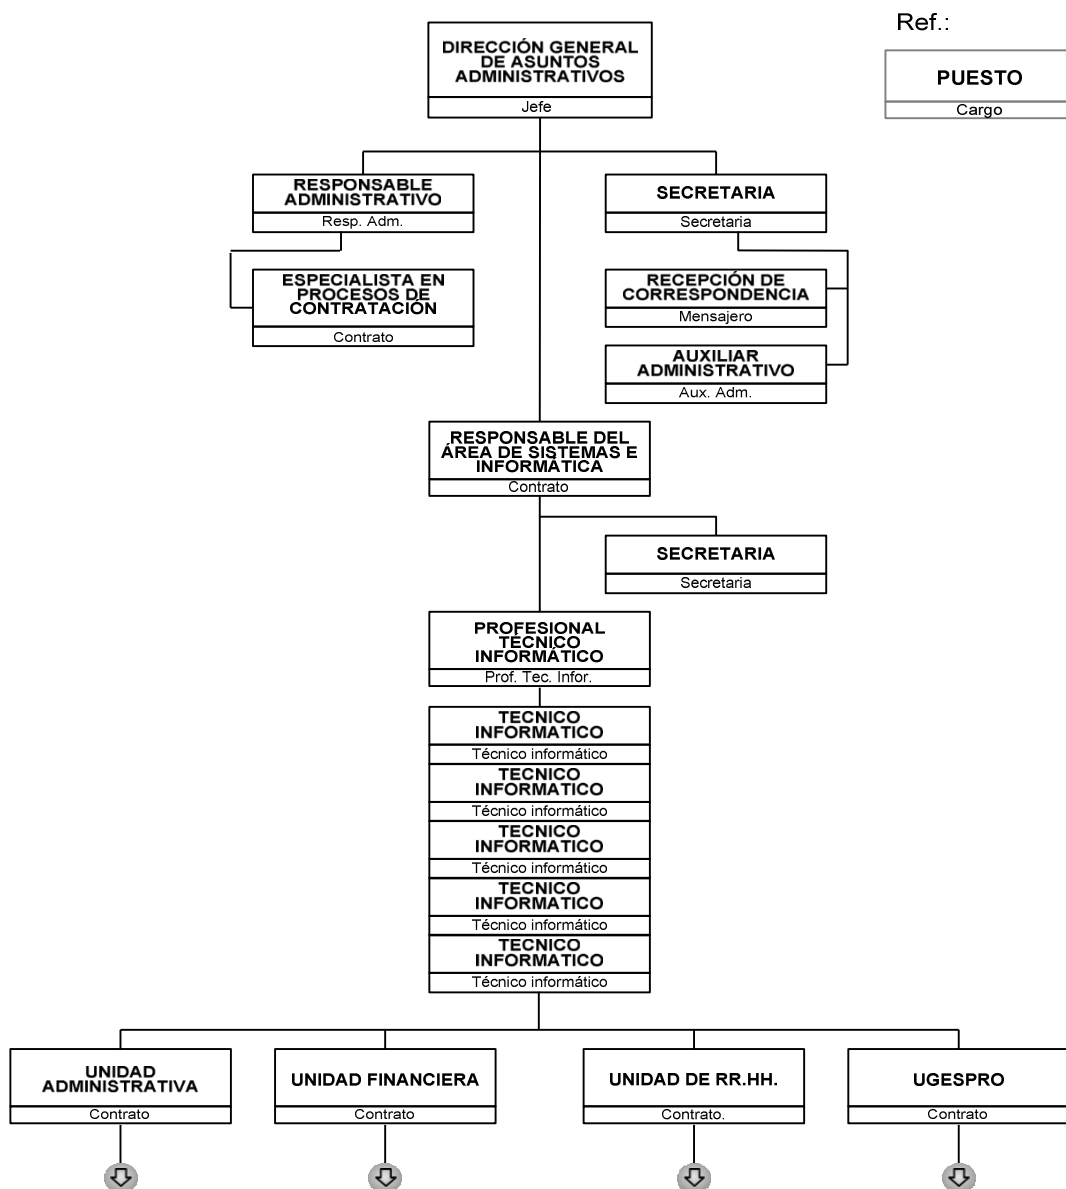 Ref.:
PUESTO
Cargo
DIRECCIÓN GENERAL
DE ASUNTOS
ADMINISTRATIVOS
Jefe
RESPONSABLE
ADMINISTRATIVO
Resp. Adm.
SECRETARIA
Secretaria
ESPECIALISTA EN
PROCESOS DE
CONTRATACIÓN
Contrato
RECEPCIÓN DE
CORRESPONDENCIA
Mensajero
AUXILIAR
ADMINISTRATIVO
Aux. Adm.
RESPONSABLE DEL
ÁREA DE SISTEMAS E
INFORMÁTICA
Contrato
SECRETARIA
Secretaria
PROFESIONAL
TÉCNICO
INFORMÁTICO
Prof. Tec. Infor.
TECNICO
INFORMATICO
Técnico informático
TECNICO
INFORMATICO
Técnico informático
TECNICO
INFORMATICO
Técnico informático
TECNICO
INFORMATICO
Técnico informático
TECNICO
INFORMATICO
Técnico informático
UNIDAD
ADMINISTRATIVA
Contrato
UNIDAD FINANCIERA
Contrato
UNIDAD DE RR.HH.
Contrato.
UGESPRO
Contrato